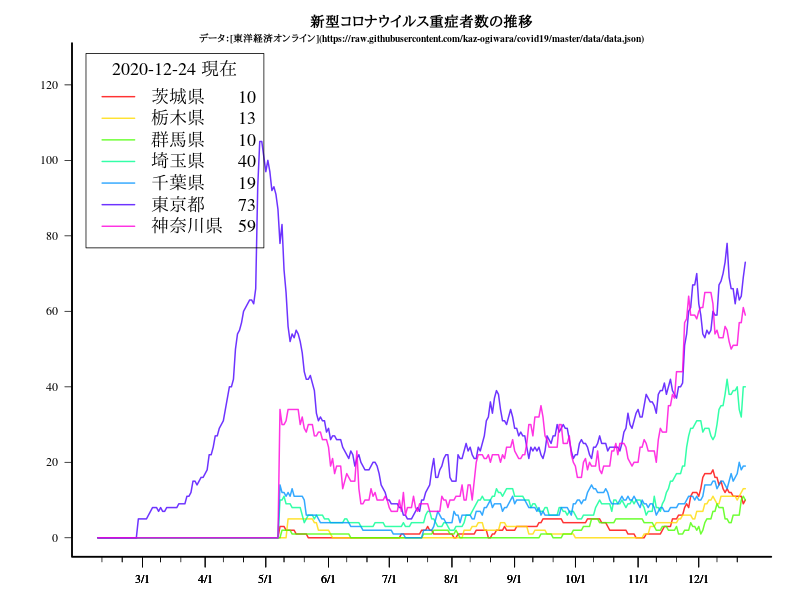 新型コロナウイルス重症者数の推移
データ：[東洋経済オンライン](https://raw.githubusercontent.com/kaz-ogiwara/covid19/master/data/data.json)
2020-12-24 現在
茨城県 10
栃木県 13
群馬県 10
埼玉県 40
千葉県 19
東京都 73
神奈川県 59
120
100
80
60
40
20
0
3/1 4/1 5/1 6/1 7/1 8/1 9/1 10/1 11/1 12/1